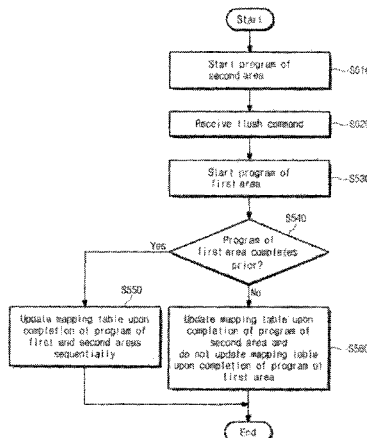 Start
Start program of
second area
S510
Receive flush command
S520
Start program of
first area
S530
S540
Program of
first area completes
prior?
Yes
No
S550
Update mapping table upon
completion of program of
first and second areas
sequentially
Update mapping table upon
completion of program of
second area and
do not update mapping table
upon completion of program of
first area
S560
End